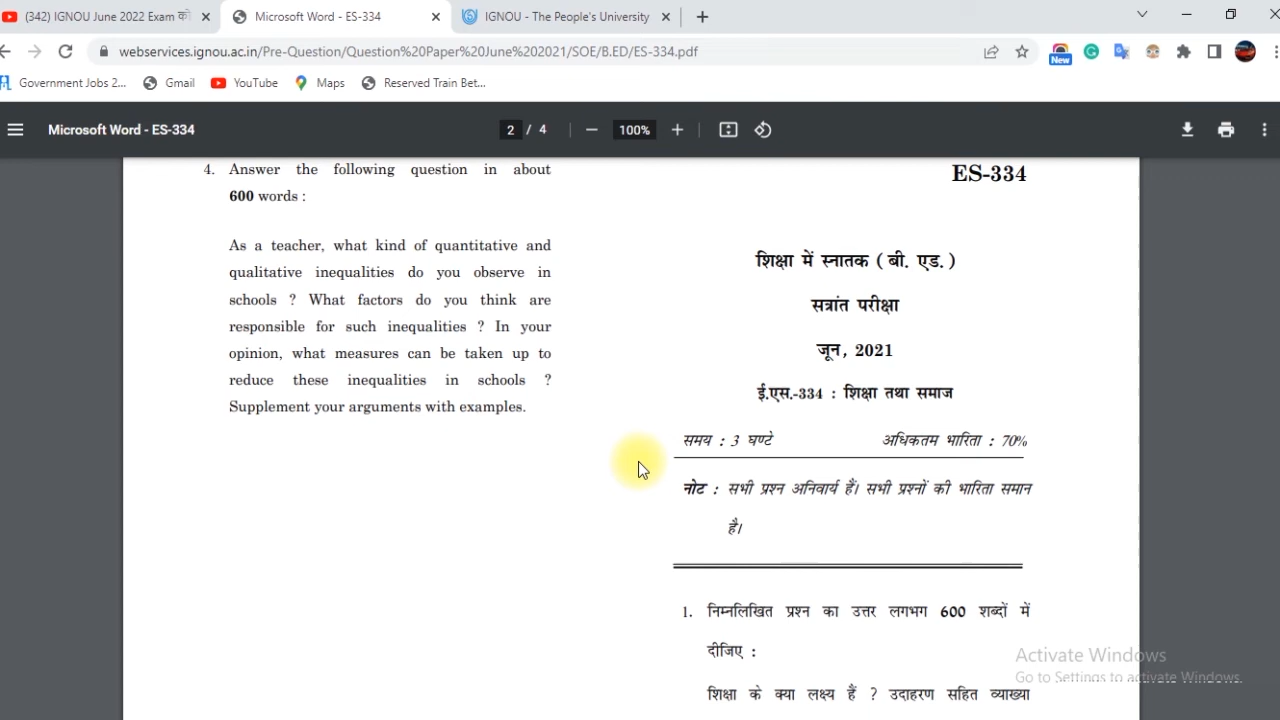 (342) IGNOU June 2022 Exam को
Microsoft Word - ES-334
IGNOU - The People's University
webservices.ignou.ac.in/Pre-Question/Question%20Paper%20June%202021/SOE/B.ED/ES-334.pdf
New
Government Jobs 2...
Gmail
YouTube
Maps
Reserved Train Bet...
Microsoft Word - ES-334
2 / 4
100%
4. Answer the following question in about
600 words :
As a teacher, what kind of quantitative and
qualitative inequalities do you observe in
schools ? What factors do you think are
responsible for such inequalities ? In your
opinion, what measures can be taken up to
reduce these inequalities in schools ?
Supplement your arguments with examples.
ES-334
शिक्षा में स्नातक ( बी. एड. )
सत्रांत परीक्षा
जून, 2021
ई.एस.-334 : शिक्षा तथा समाज
समय : 3 घण्टे अधिकतम भारिता : 70%
नोट : सभी प्रश्न अनिवार्य हैं। सभी प्रश्नों की भारिता समान
है।
1. निम्नलिखित प्रश्न का उत्तर लगभग 600 शब्दों में
दीजिए :
शिक्षा के क्या लक्ष्य हैं ? उदाहरण सहित व्याख्या
Activate Windows
Go to Settings to activate Windows.